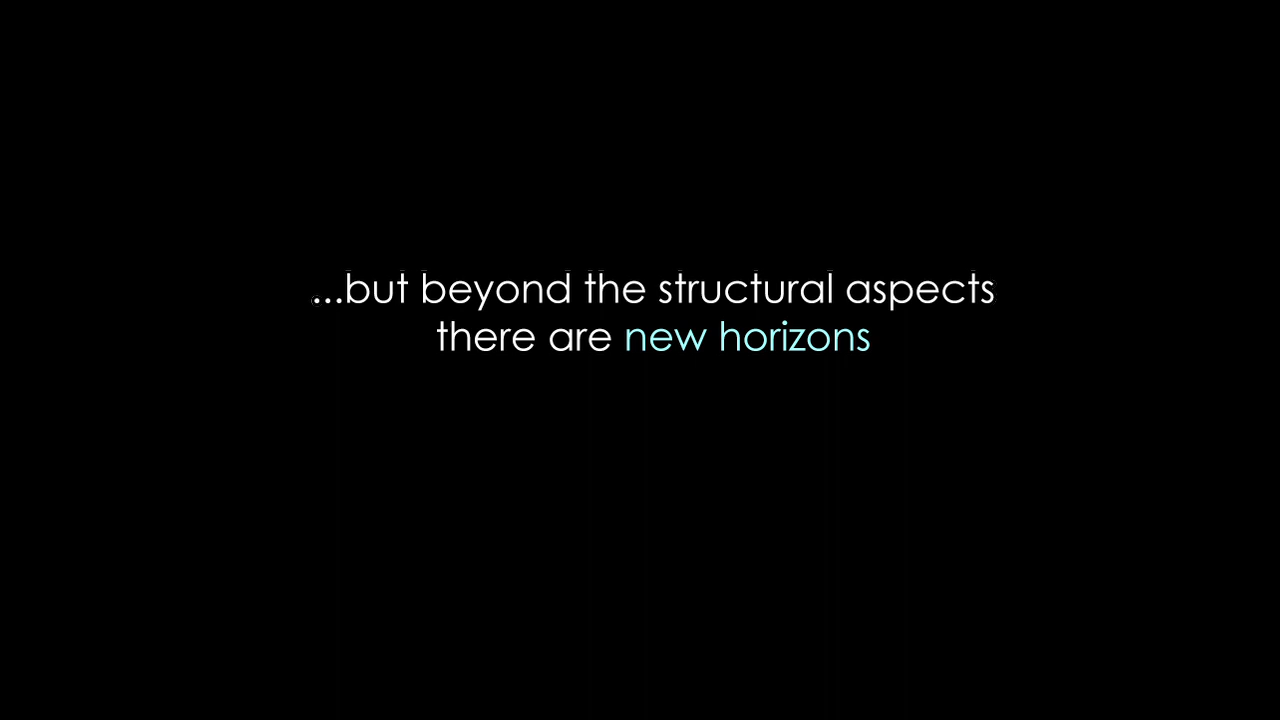 ...but beyond the structural aspects
there are new horizons